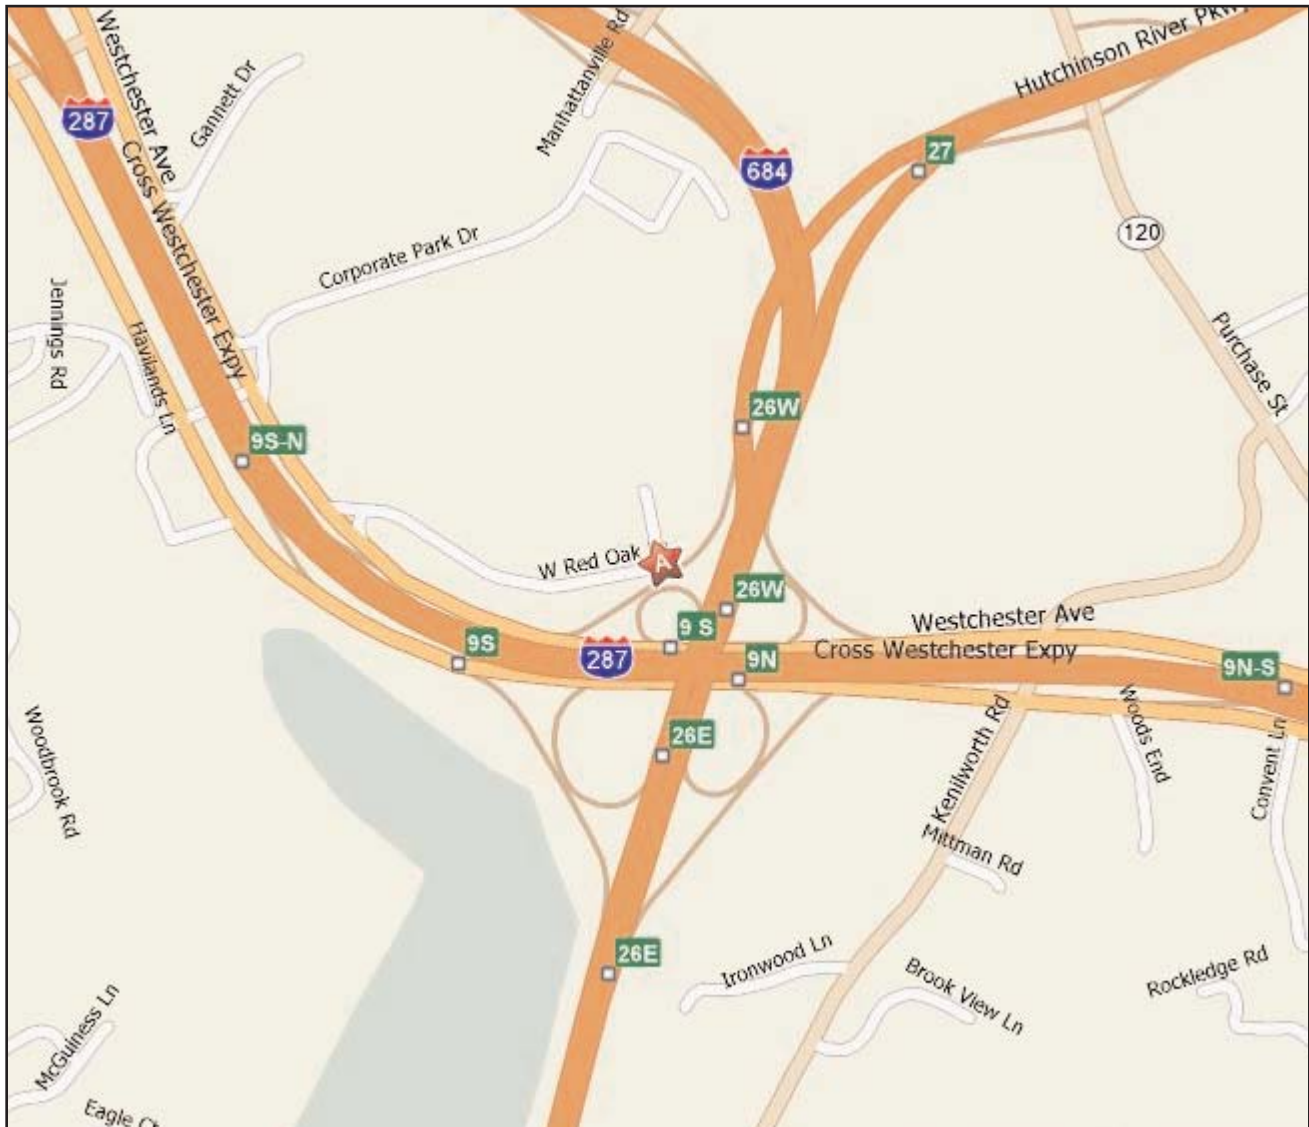 Westchester Ave
Manhattanville Rd
Hutchinson River Pkwy
Gannett Dr
287
Cross Westchester Expy
27
684
120
Corporate Park Dr
Jennings Rd
Havilands Ln
Purchase St
26W
9S-N
W Red Oak
A
26W
Westchester Ave
9 S
9S
287
9N
Cross Westchester Expy
9N-S
Woodbrook Rd
26E
Kenilworth Rd
Woods End
Convent Ln
Mittman Rd
26E
Ironwood Ln
Brook View Ln
Rockledge Rd
McGuiness Ln
Eagle